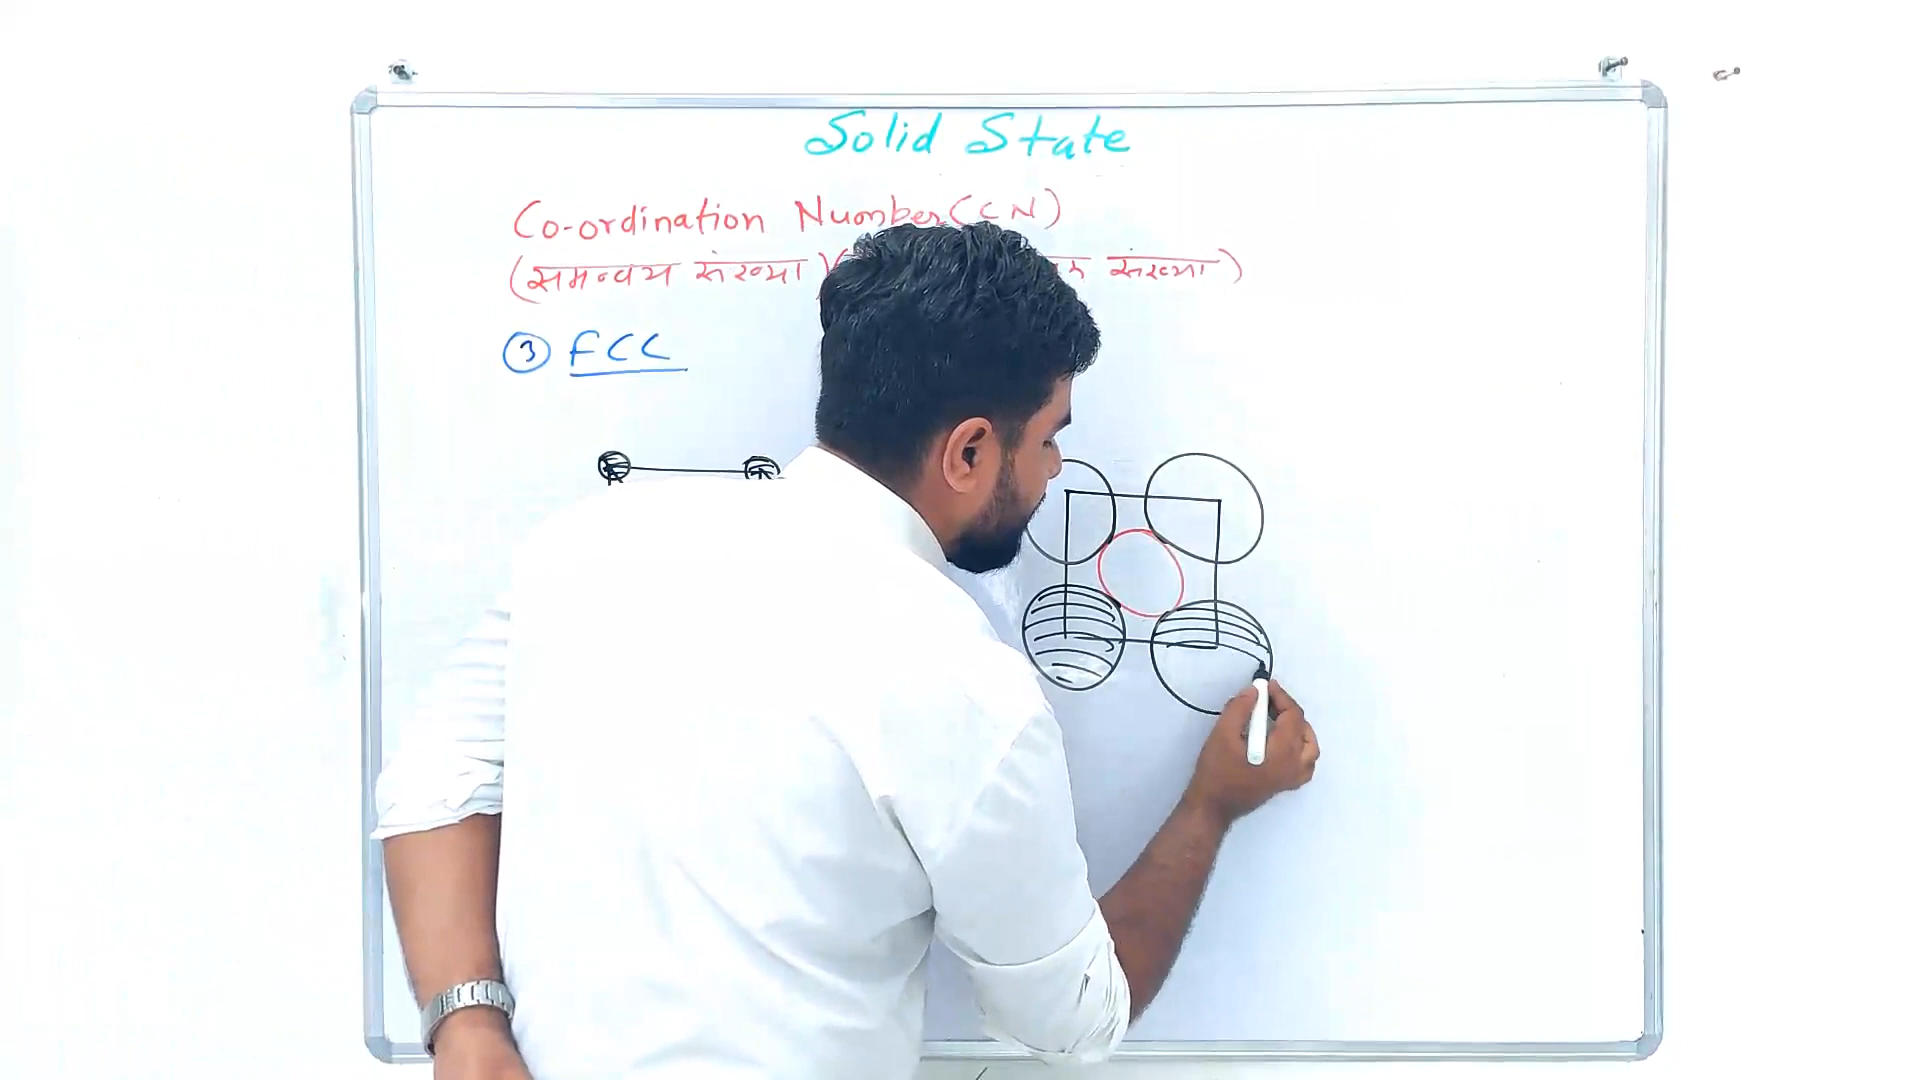 Solid State
Co-ordination Number (CN)
(समन्वय संख्या) ( संख्या)
③ FCC